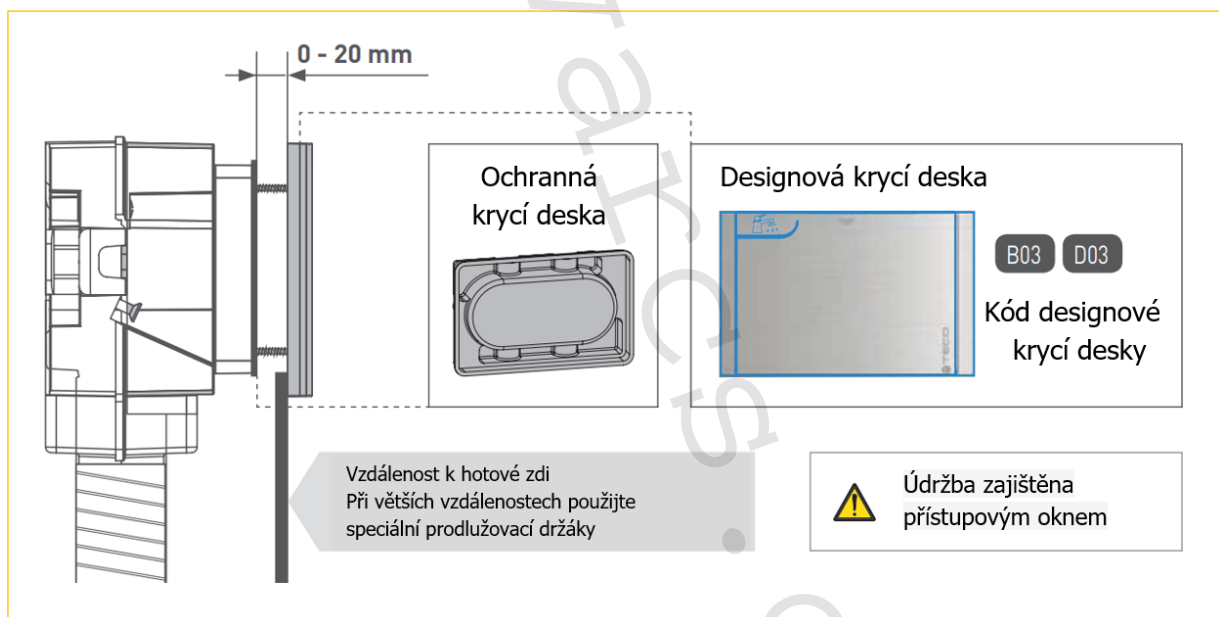 0 - 20 mm
Ochranná
krycí deska
Designová krycí deska
TECO
B03 D03
Kód designové
krycí desky
Vzdálenost k hotové zdi
Při větších vzdálenostech použijte
speciální prodlužovací držáky
Údržba zajištěna
přístupovým oknem